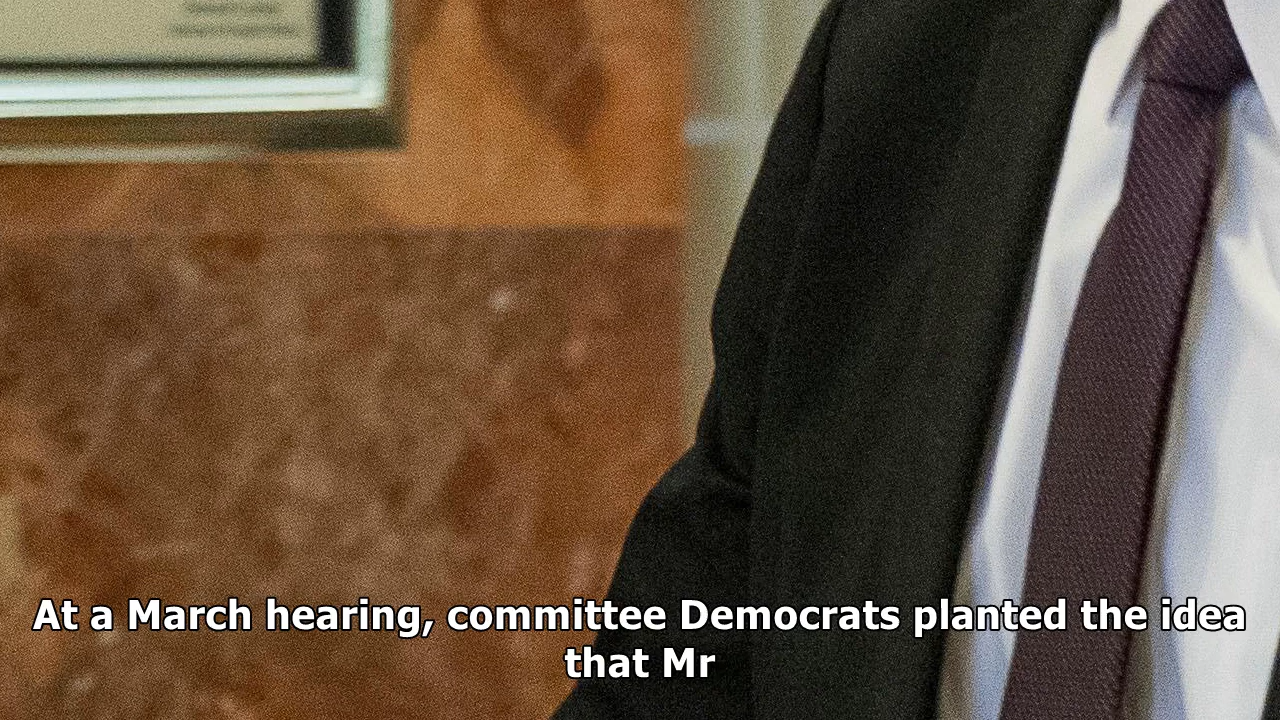 At a March hearing, committee Democrats planted the idea
that Mr